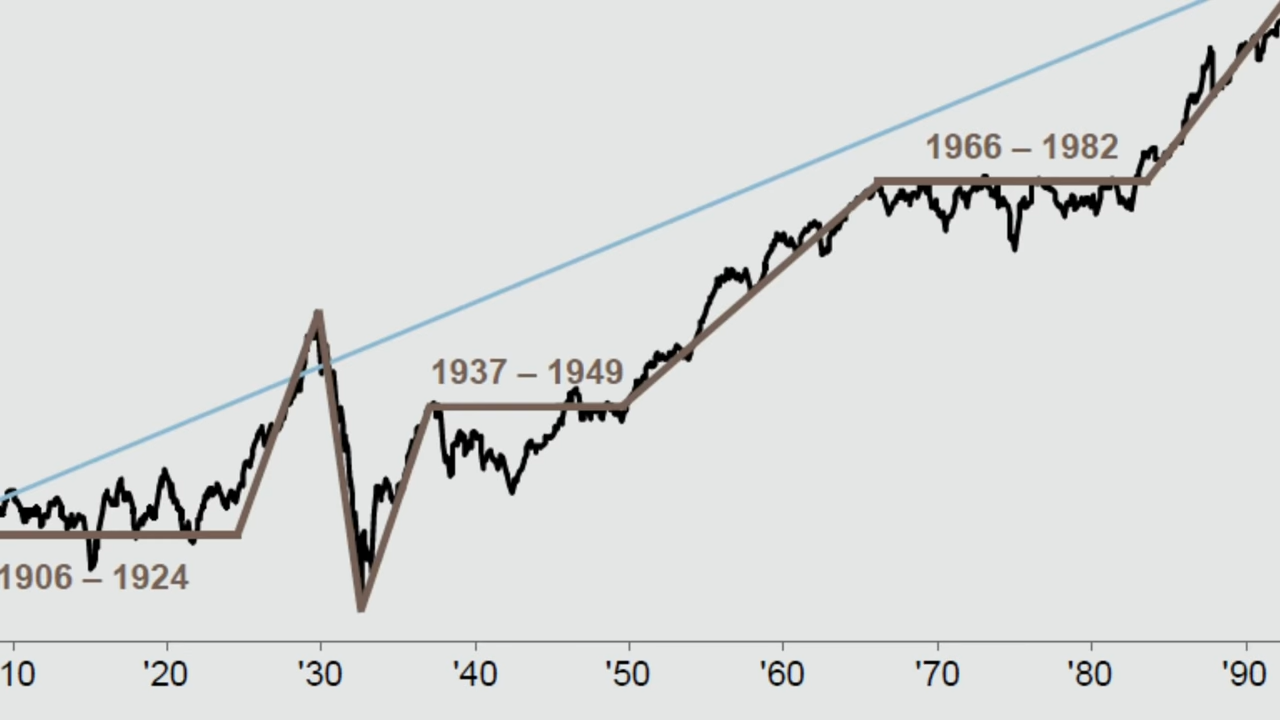 1966 – 1982
1937 – 1949
1906 – 1924
10 '20 '30 '40 '50 '60 '70 '80 '90